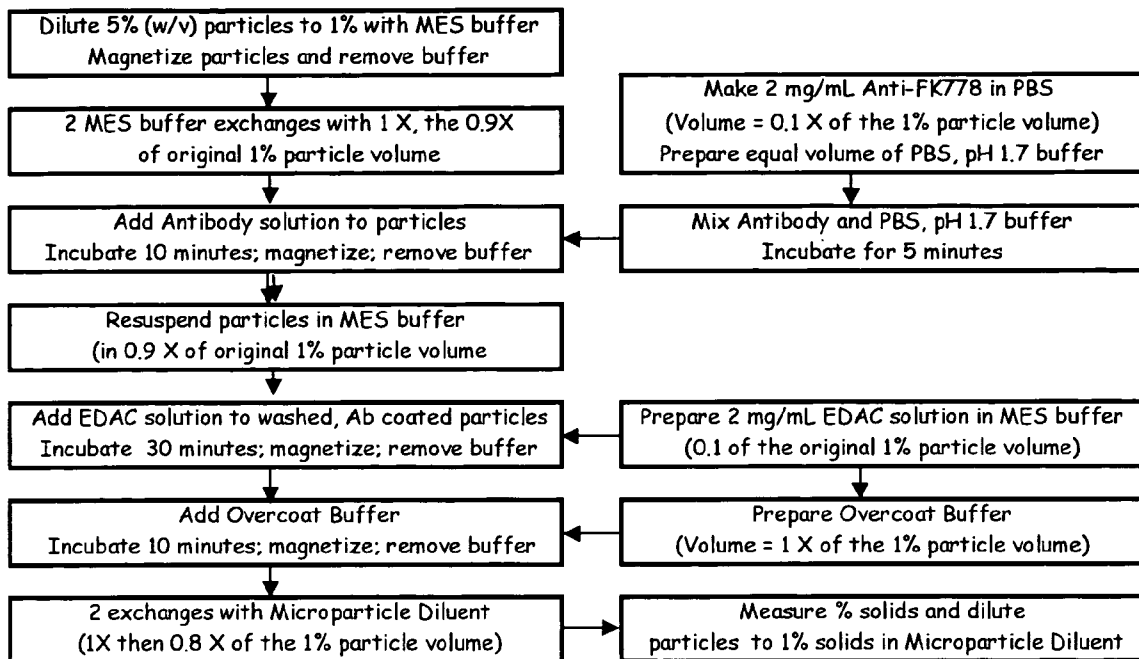 Dilute 5% (w/v) particles to 1% with MES buffer
Magnetize particles and remove buffer
2 MES buffer exchanges with 1 X, the 0.9X
of original 1% particle volume
Make 2 mg/mL Anti-FK778 in PBS
(Volume = 0.1 X of the 1% particle volume)
Prepare equal volume of PBS, pH 1.7 buffer
Add Antibody solution to particles
Incubate 10 minutes; magnetize; remove buffer
Mix Antibody and PBS, pH 1.7 buffer
Incubate for 5 minutes
Resuspend particles in MES buffer
(in 0.9 X of original 1% particle volume
Add EDAC solution to washed, Ab coated particles
Incubate 30 minutes; magnetize; remove buffer
Prepare 2 mg/mL EDAC solution in MES buffer
(0.1 of the original 1% particle volume)
Add Overcoat Buffer
Incubate 10 minutes; magnetize; remove buffer
Prepare Overcoat Buffer
(Volume = 1 X of the 1% particle volume)
2 exchanges with Microparticle Diluent
(1X then 0.8 X of the 1% particle volume)
Measure % solids and dilute
particles to 1% solids in Microparticle Diluent